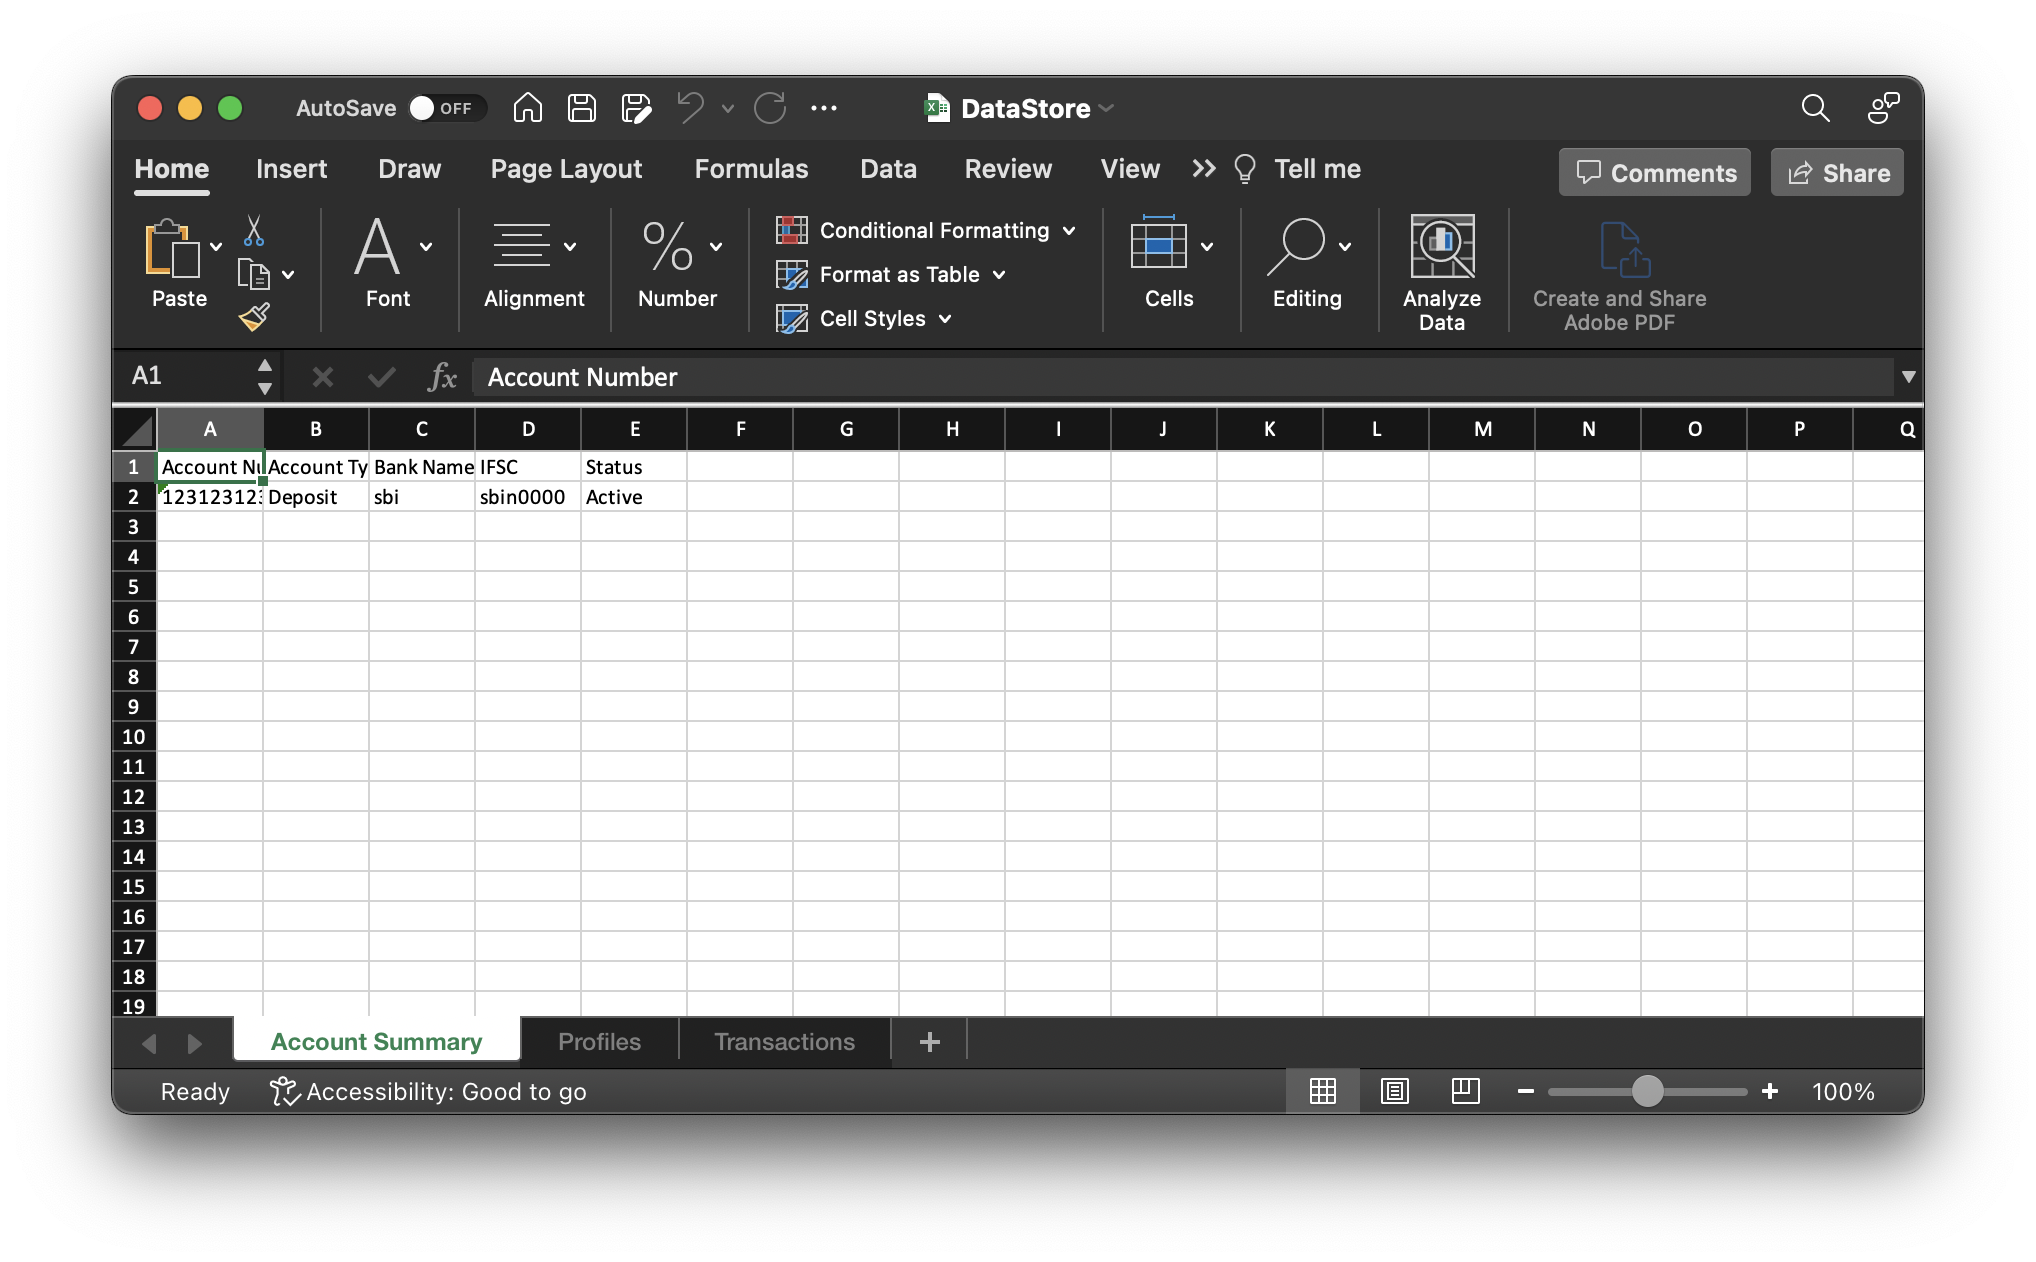 AutoSave OFF DataStore
Home Insert Draw Page Layout Formulas Data Review View Tell me Comments Share
Paste Font Alignment Number Conditional Formatting Format as Table Cell Styles Cells Editing Analyze Data Create and Share Adobe PDF
A1 fx Account Number
A B C D E F G H I J K L M N O P Q
1 Account Nu Account Ty Bank Name IFSC Status
2 123123123 Deposit sbi sbin0000 Active
3
4
5
6
7
8
9
10
11
12
13
14
15
16
17
18
19
Account Summary Profiles Transactions +
Ready Accessibility: Good to go 100%